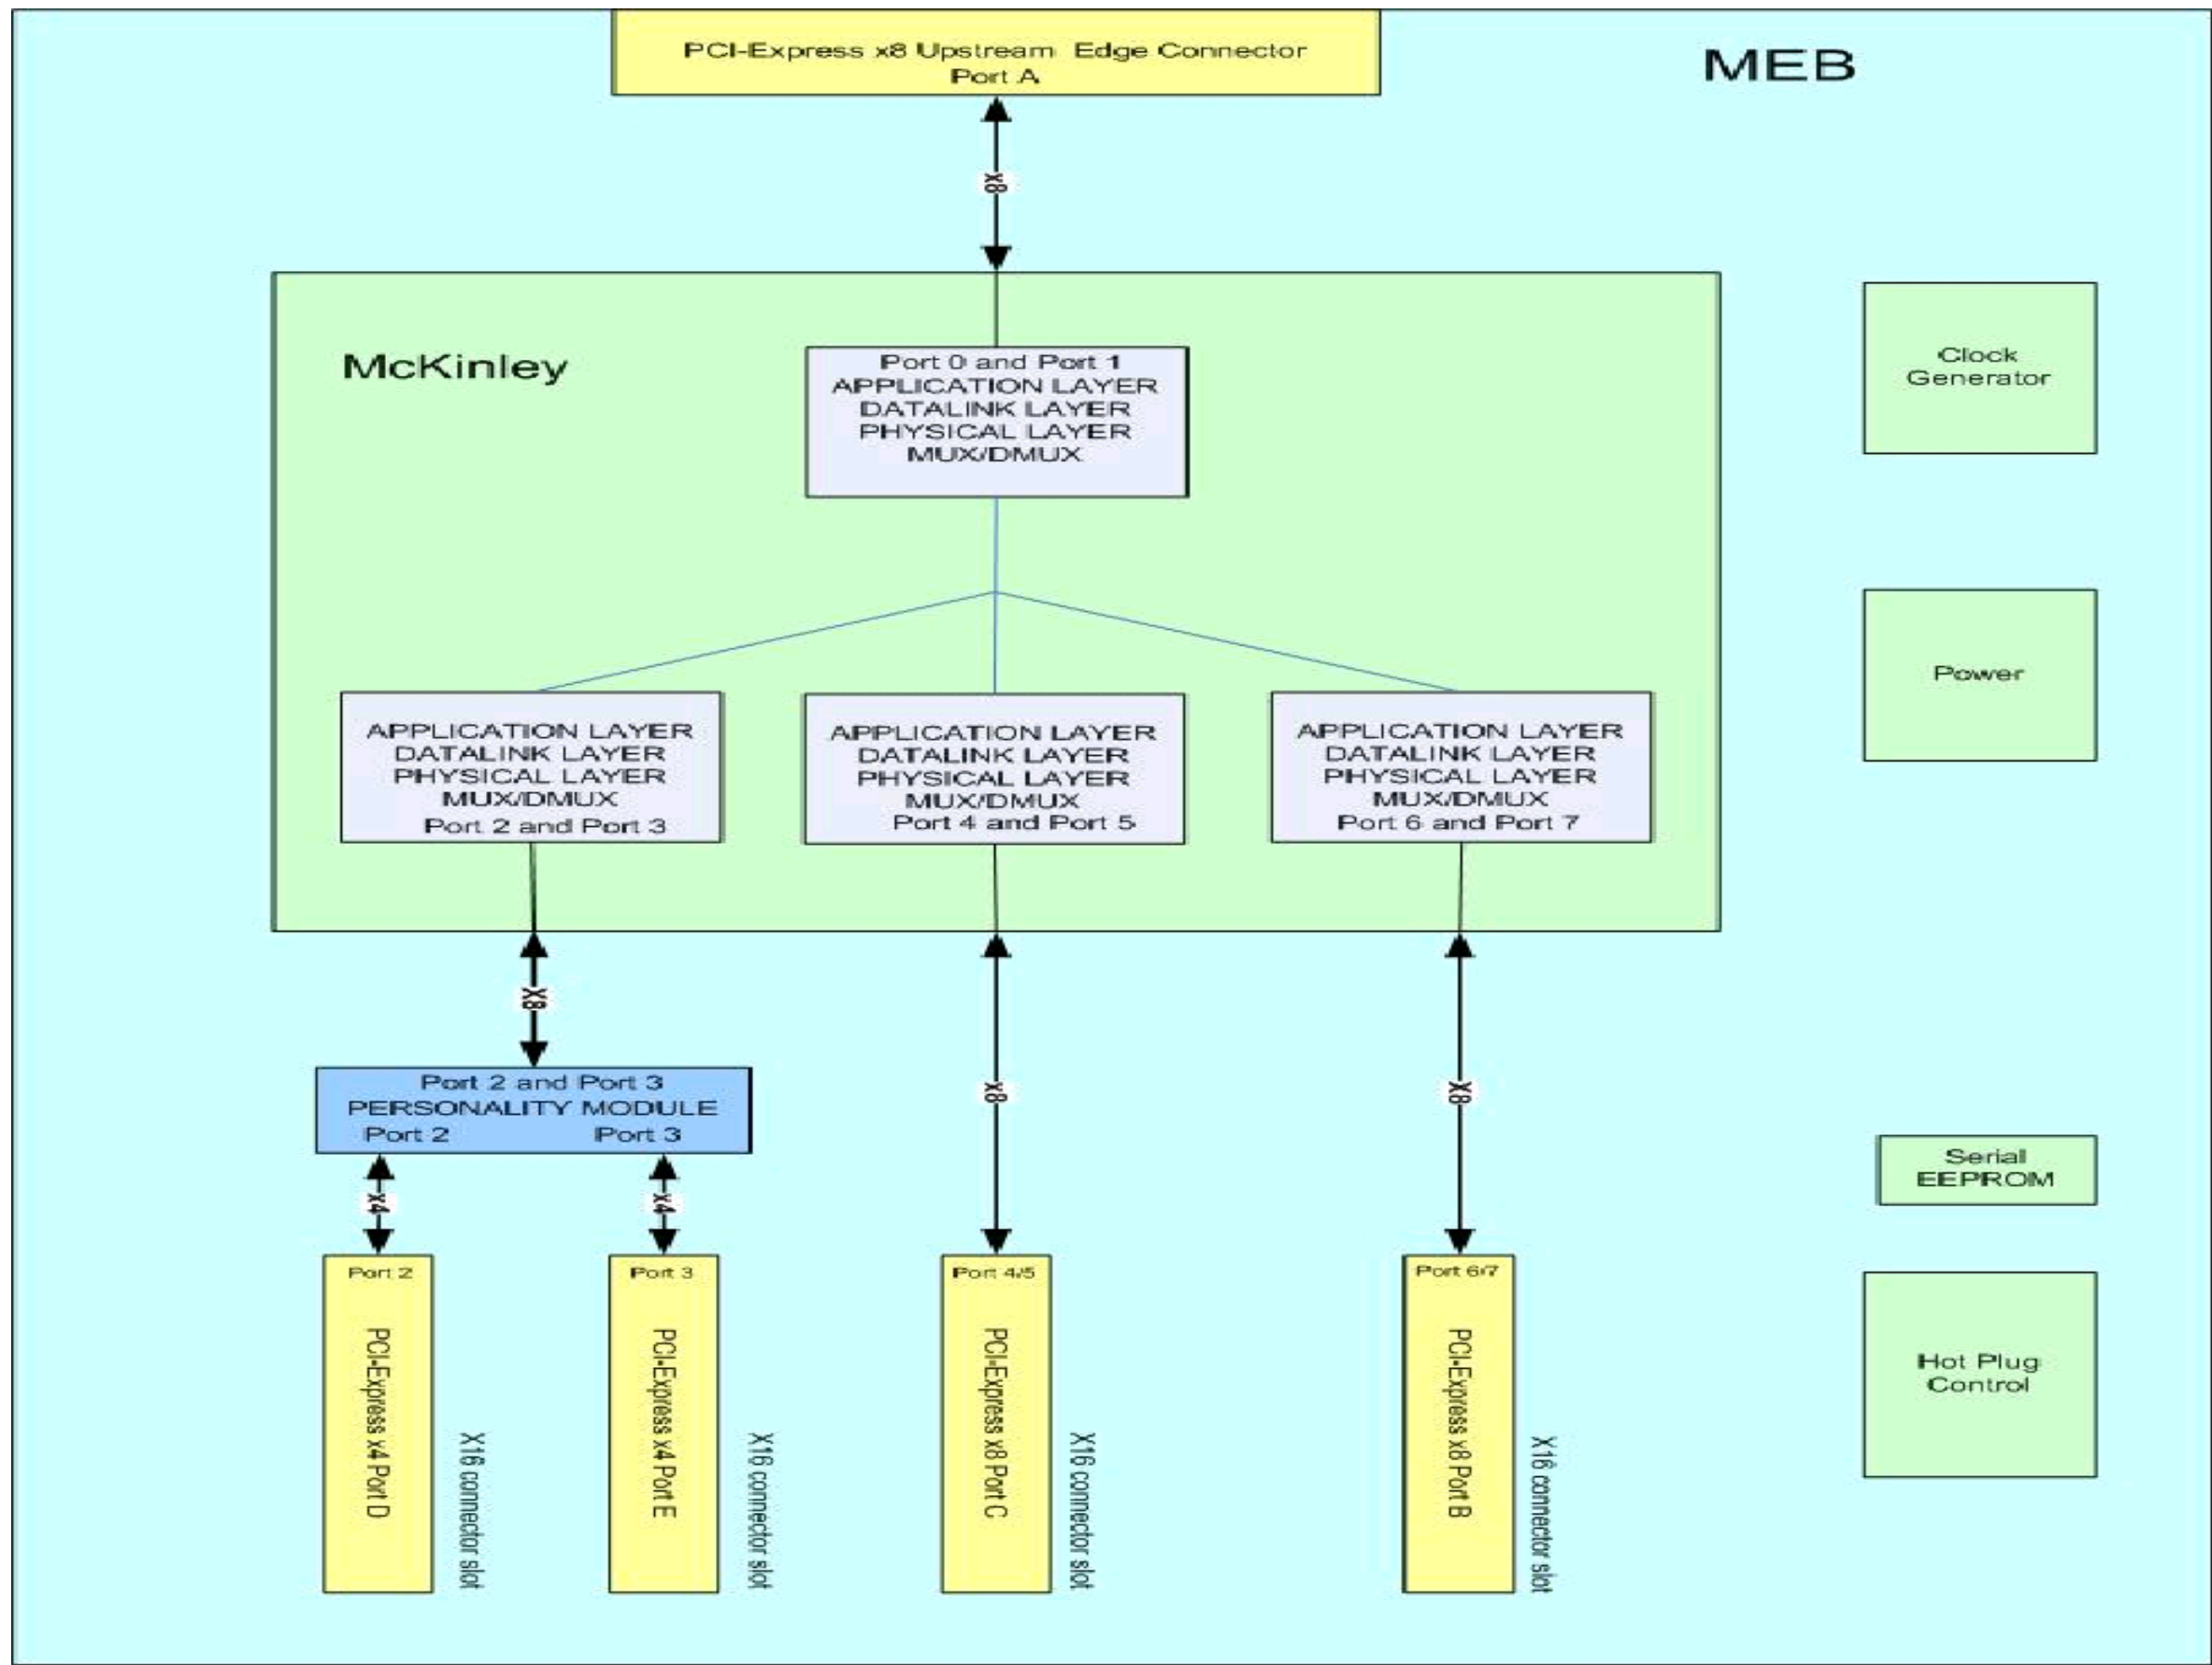 PCI-Express x8 Upstream Edge Connector
Port A
MEB
x8
McKinley
Port 0 and Port 1
APPLICATION LAYER
DATALINK LAYER
PHYSICAL LAYER
MUX/DMUX
Clock
Generator
Power
APPLICATION LAYER
DATALINK LAYER
PHYSICAL LAYER
MUX/DMUX
Port 2 and Port 3
APPLICATION LAYER
DATALINK LAYER
PHYSICAL LAYER
MUX/DMUX
Port 4 and Port 5
APPLICATION LAYER
DATALINK LAYER
PHYSICAL LAYER
MUX/DMUX
Port 6 and Port 7
X8
x8
X8
Port 2 and Port 3
PERSONALITY MODULE
Port 2 Port 3
x4
x4
Serial
EEPROM
Port 2
PCI-Express x4 Port D
X16 connector slot
Port 3
PCI-Express x4 Port E
X16 connector slot
Port 4/5
PCI-Express x8 Port C
X16 connector slot
Port 6/7
PCI-Express x8 Port B
X16 connector slot
Hot Plug
Control